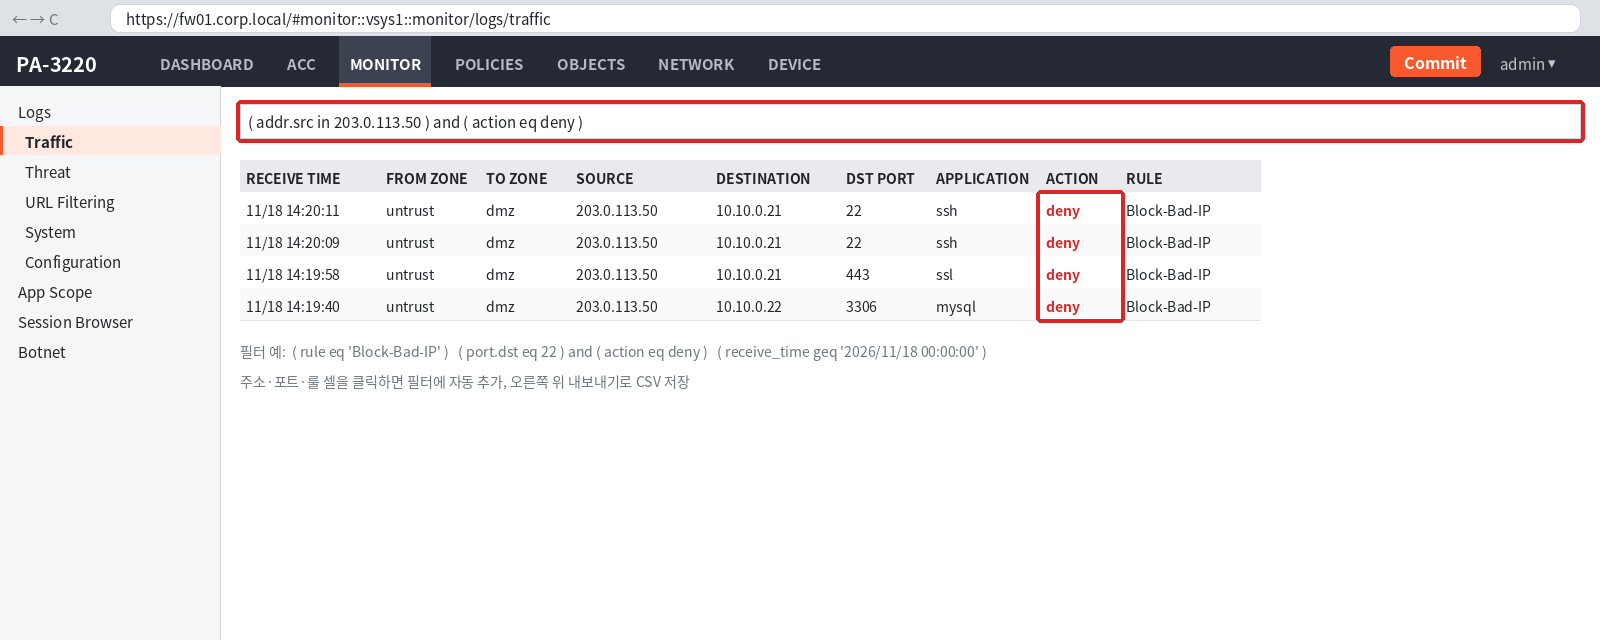 ← → C https://fw01.corp.local/#monitor::vsys1::monitor/logs/traffic
PA-3220 DASHBOARD ACC MONITOR POLICIES OBJECTS NETWORK DEVICE Commit admin ▾
Logs
Traffic
Threat
URL Filtering
System
Configuration
App Scope
Session Browser
Botnet
( addr.src in 203.0.113.50 ) and ( action eq deny )
RECEIVE TIME FROM ZONE TO ZONE SOURCE DESTINATION DST PORT APPLICATION ACTION RULE
11/18 14:20:11 untrust dmz 203.0.113.50 10.10.0.21 22 ssh deny Block-Bad-IP
11/18 14:20:09 untrust dmz 203.0.113.50 10.10.0.21 22 ssh deny Block-Bad-IP
11/18 14:19:58 untrust dmz 203.0.113.50 10.10.0.21 443 ssl deny Block-Bad-IP
11/18 14:19:40 untrust dmz 203.0.113.50 10.10.0.22 3306 mysql deny Block-Bad-IP
필터 예: ( rule eq 'Block-Bad-IP' ) ( port.dst eq 22 ) and ( action eq deny ) ( receive_time geq '2026/11/18 00:00:00' )
주소·포트·룰 셀을 클릭하면 필터에 자동 추가, 오른쪽 위 내보내기로 CSV 저장